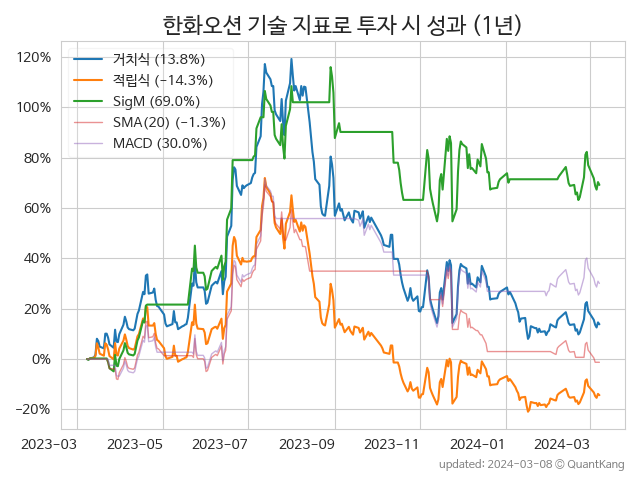 한화오션 기술 지표로 투자 시 성과 (1년)
120%
100%
80%
60%
40%
20%
0%
−20%
거치식 (13.8%)
적립식 (−14.3%)
SigM (69.0%)
SMA(20) (−1.3%)
MACD (30.0%)
2023−03
2023−05
2023−07
2023−09
2023−11
2024−01
2024−03
updated: 2024−03−08 © QuantKang